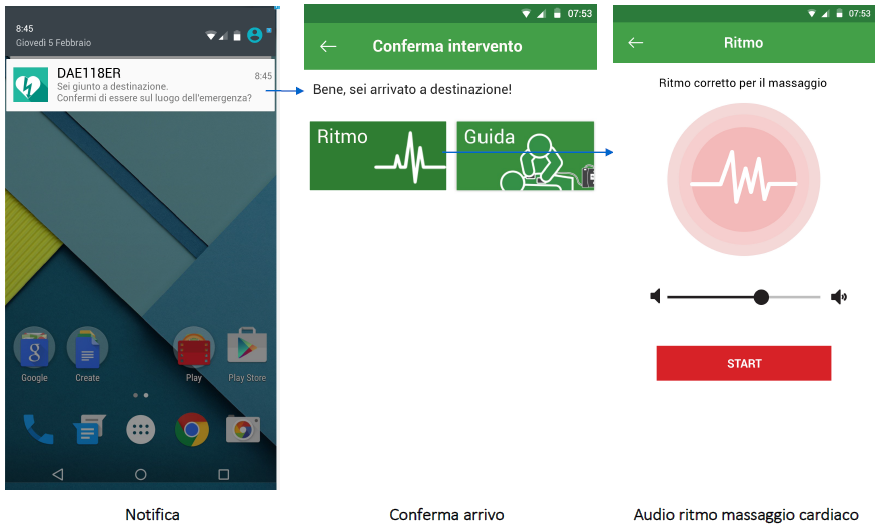 8:45
Giovedì 5 Febbraio
DAE118ER
8:45
Sei giunto a destinazione.
Confermi di essere sul luogo dell'emergenza?
Google
Create
Play
Play Store
Notifica
07:53
Conferma intervento
Bene, sei arrivato a destinazione!
Ritmo
Guida
Conferma arrivo
07:53
Ritmo
Ritmo corretto per il massaggio
START
Audio ritmo massaggio cardiaco